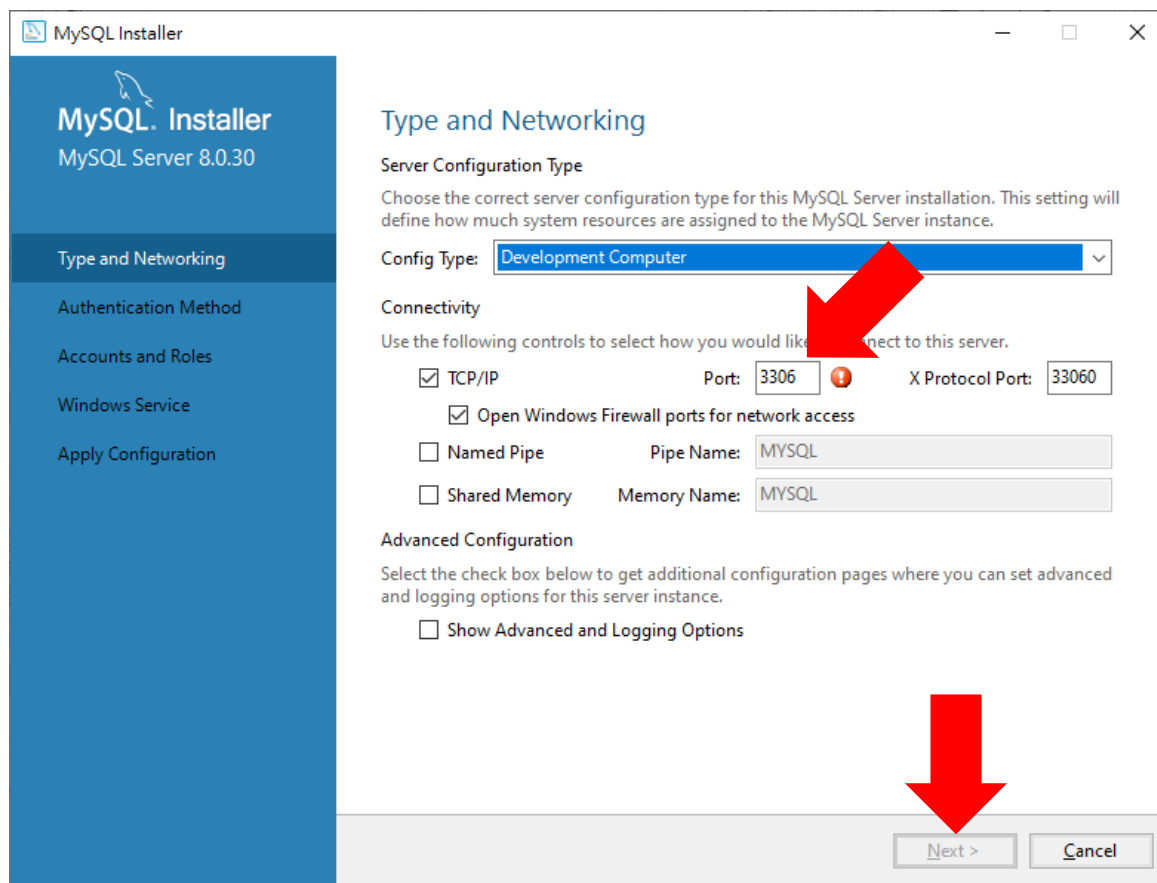 MySQL Installer
MySQL. Installer
MySQL Server 8.0.30
Type and Networking
Authentication Method
Accounts and Roles
Windows Service
Apply Configuration
Type and Networking
Server Configuration Type
Choose the correct server configuration type for this MySQL Server installation. This setting will
define how much system resources are assigned to the MySQL Server instance.
Config Type: Development Computer
Connectivity
Use the following controls to select how you would like nnect to this server.
TCP/IP Port: 3306 X Protocol Port: 33060
Open Windows Firewall ports for network access
Named Pipe Pipe Name: MYSQL
Shared Memory Memory Name: MYSQL
Advanced Configuration
Select the check box below to get additional configuration pages where you can set advanced
and logging options for this server instance.
Show Advanced and Logging Options
Next > Cancel